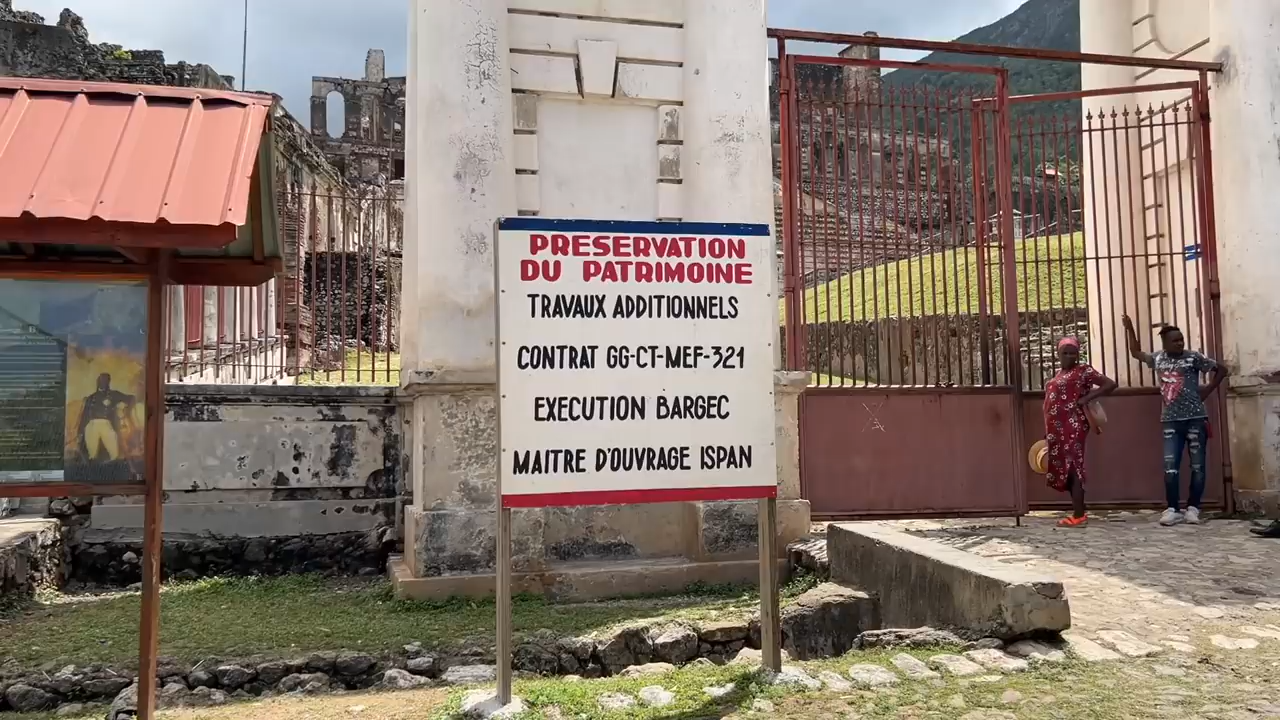 PRESERVATION
DU PATRIMOINE
TRAVAUX ADDITIONNELS
CONTRAT GG-CT-MEF-321
EXECUTION BARGEC
MAITRE D'OUVRAGE ISPAN